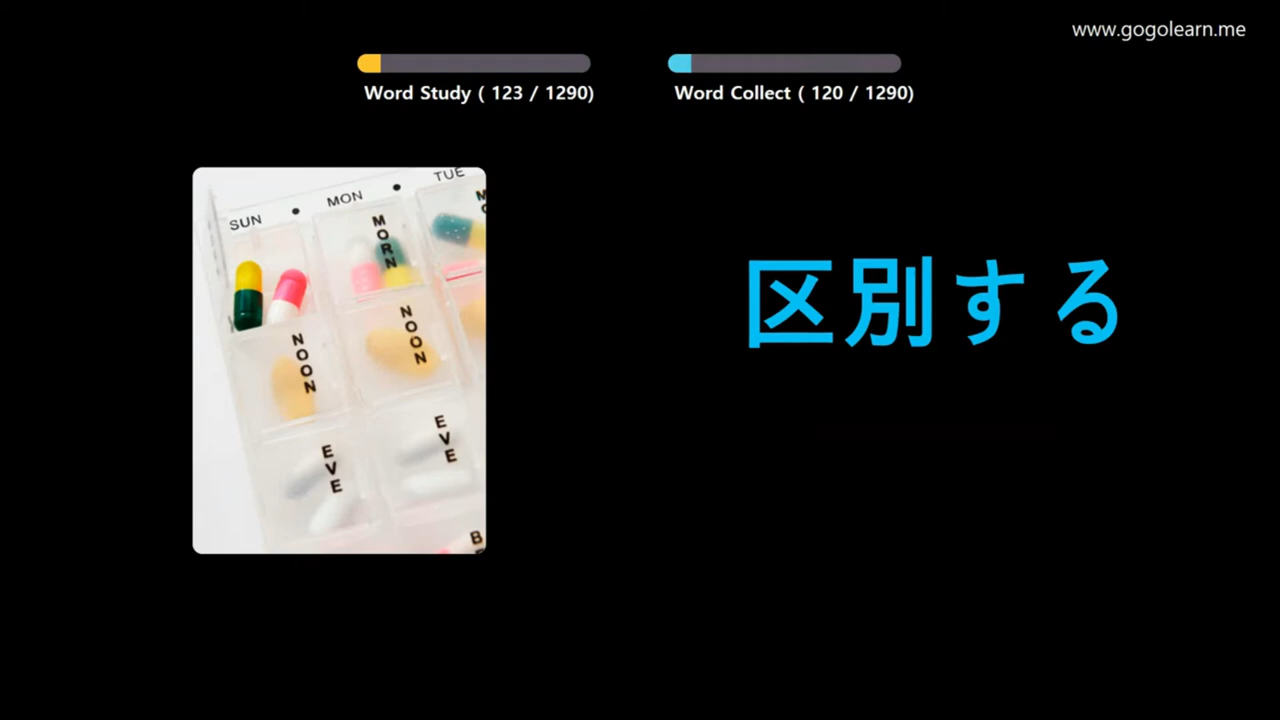 www.gogolearn.me
Word Study ( 123 / 1290)
Word Collect ( 120 / 1290)
SUN • MON • TUE
MORN
NOON
NOON
EVE
EVE
区別する